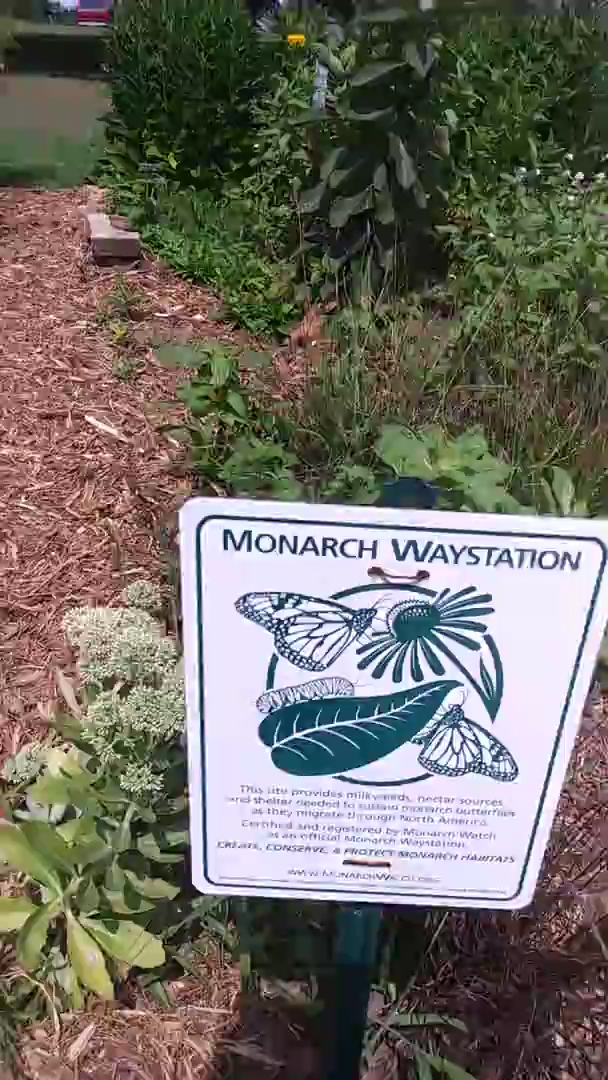 MONARCH WAYSTATION
This site provides milkweeds, nectar sources,
and shelter needed to sustain monarch butterflies
as they migrate through North America.
Certified and registered by Monarch Watch
as an official Monarch Waystation.
CREATE, CONSERVE, & PROTECT MONARCH HABITATS
WWW.MONARCHWATCH.ORG